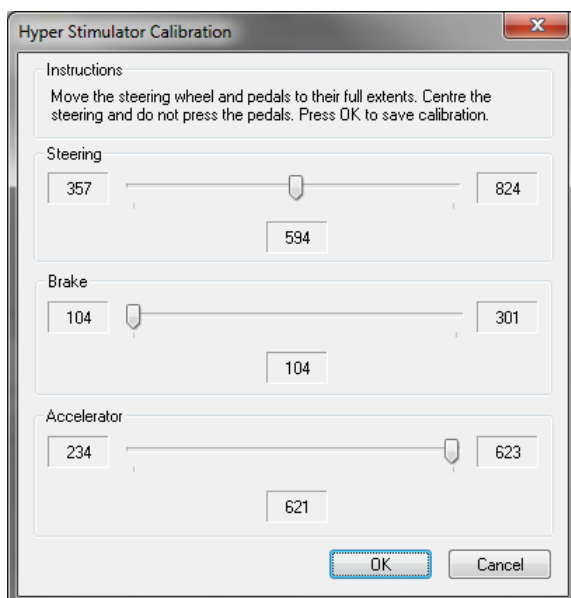 Hyper Stimulator Calibration
Instructions
Move the steering wheel and pedals to their full extents. Centre the
steering and do not press the pedals. Press OK to save calibration.
Steering
357 824
594
Brake
104 301
104
Accelerator
234 623
621
OK Cancel